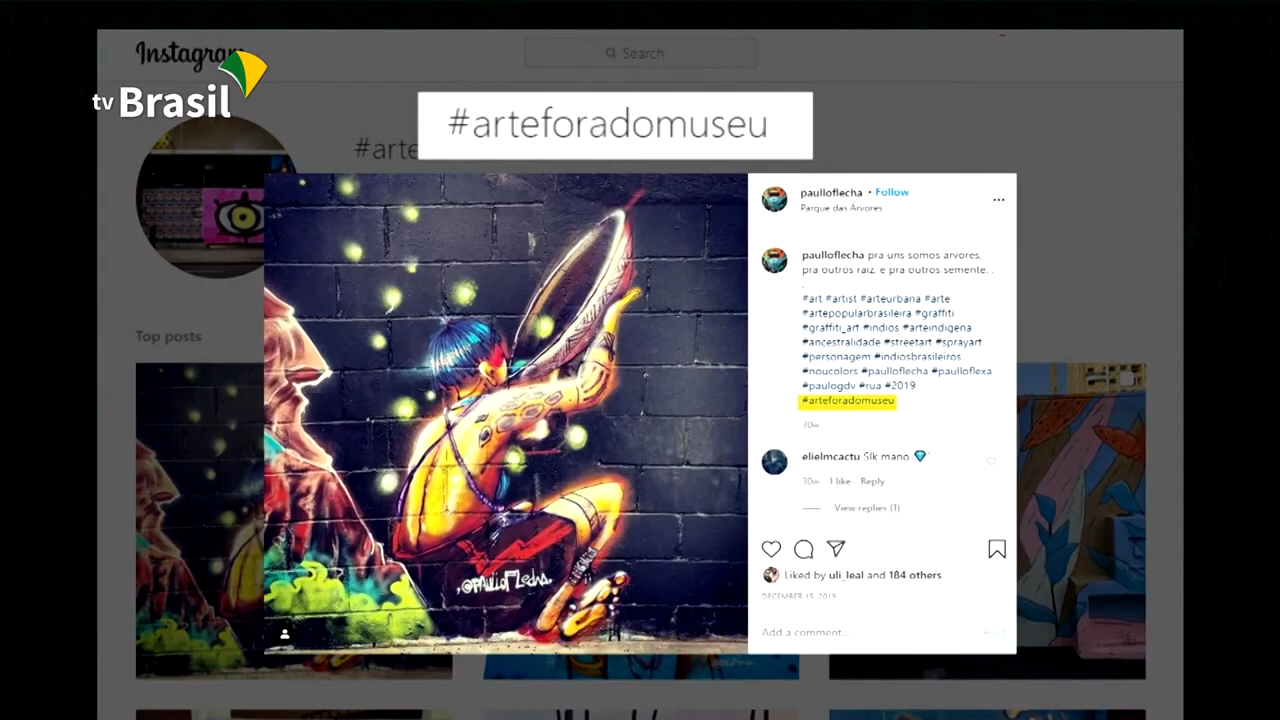 Instagram
Search
tv Brasil
#arteforadomuseu
#arte
Top posts
paulloflecha • Follow
Parque das Árvores
...
paulloflecha pra uns somos arvores,
pra outros raiz, e pra outros semente. .
.
#art #artist #arteurbana #arte
#artepopularbrasileira #graffiti
#graffiti_art #indios #arteindigena
#ancestralidade #streetart #sprayart
#personagem #indiosbrasileiros
#noucolors #paulloflecha #paulloflexa
#paulogdv #rua #2019
#arteforadomuseu
30w
elielmcactu Slk mano 💎
30w 1 like Reply
View replies (1)
Liked by uli_leal and 184 others
DECEMBER 15, 2019
Add a comment... Post
@PAulloFlecha